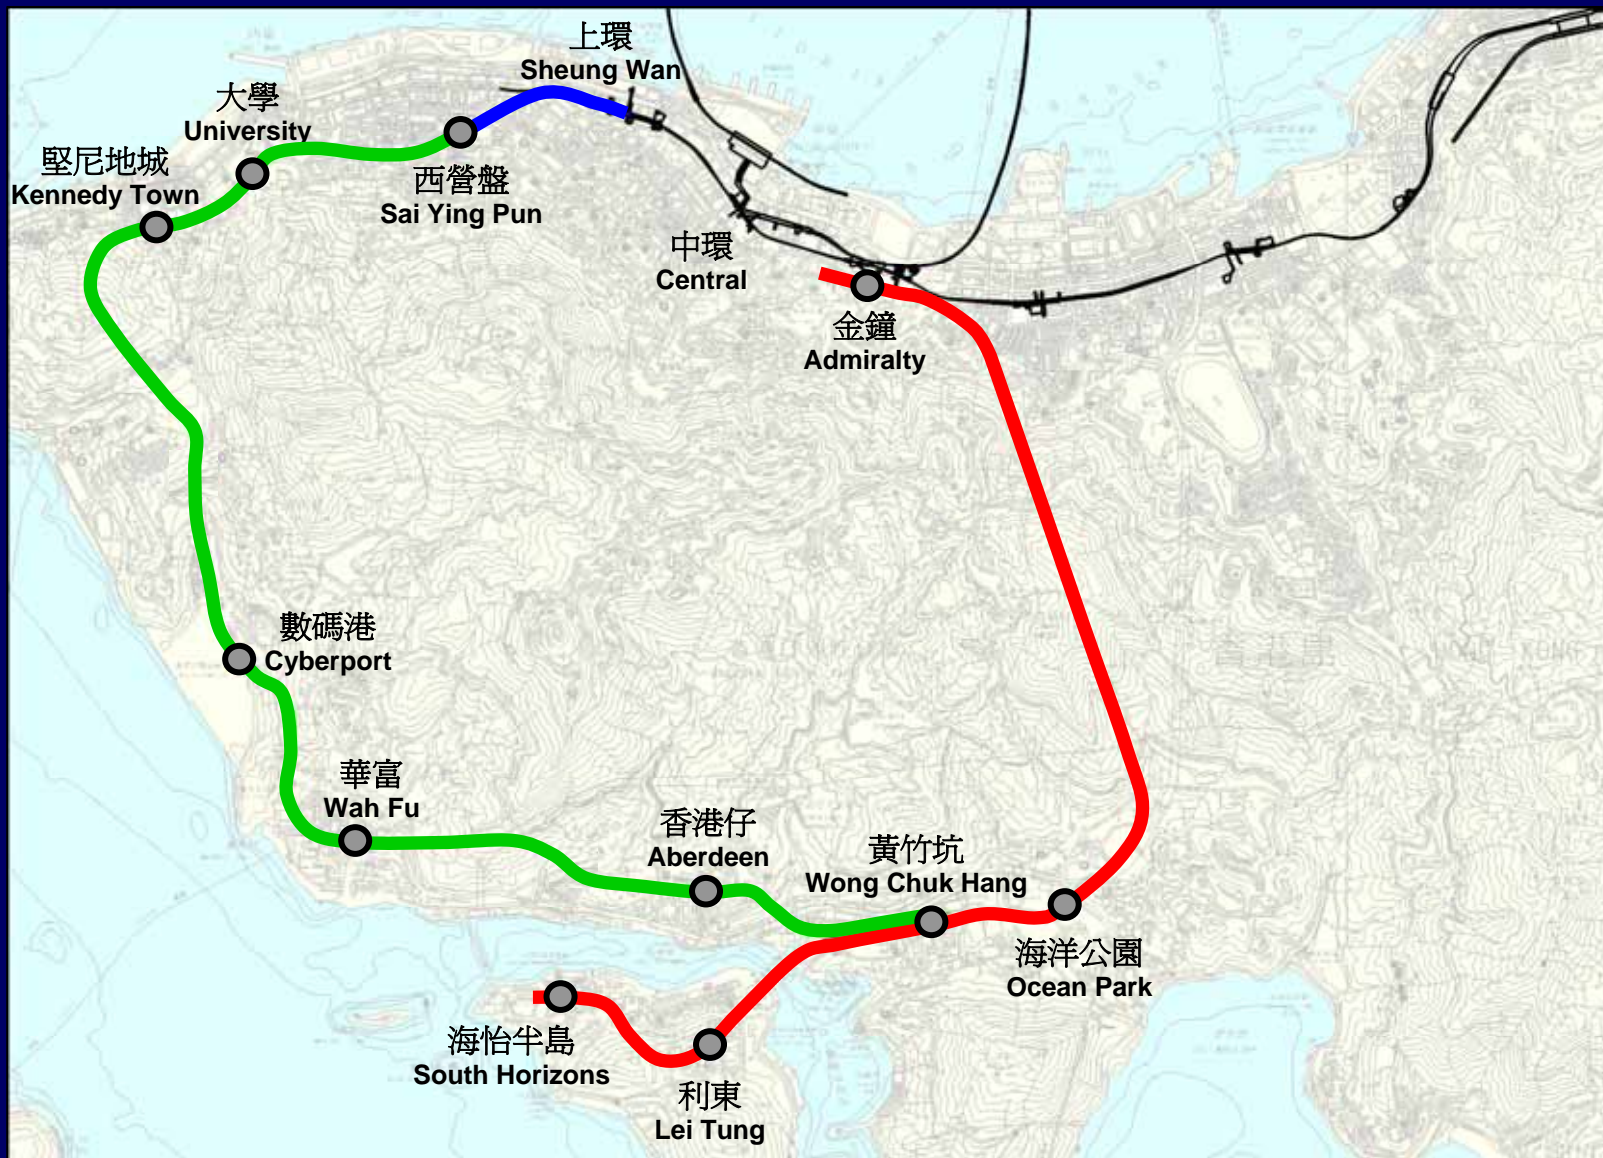 上環
Sheung Wan
大學
University
堅尼地城
Kennedy Town
西營盤
Sai Ying Pun
中環
Central
金鐘
Admiralty
數碼港
Cyberport
華富
Wah Fu
香港仔
Aberdeen
黃竹坑
Wong Chuk Hang
海洋公園
Ocean Park
海怡半島
South Horizons
利東
Lei Tung